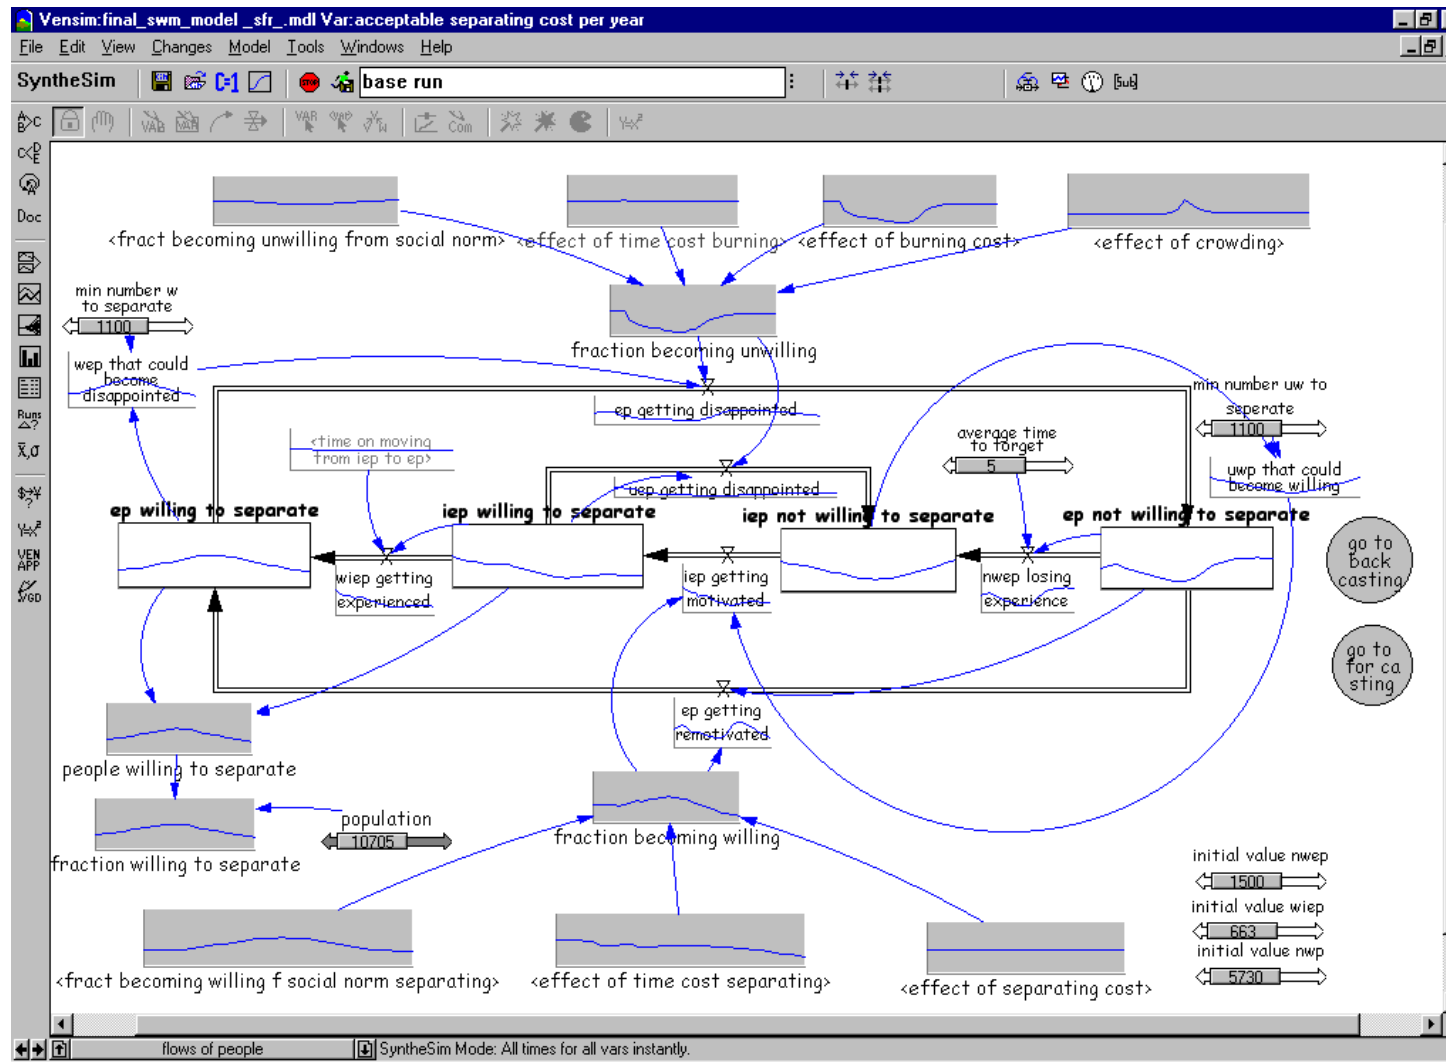 Vensim:final_swm_model _sfr_.mdl Var:acceptable separating cost per year
File Edit View Changes Model Tools Windows Help
SyntheSim
base run
Doc
Runs
VEN
APP
<fract becoming unwilling from social norm>
<effect of time cost burning>
<effect of burning cost>
<effect of crowding>
min number w
to separate
1100
fraction becoming unwilling
wep that could
become
disappointed
ep getting disappointed
min number uw to
seperate
1100
<time on moving
from iep to ep>
average time
to forget
5
uep getting disappointed
uwp that could
become willing
ep willing to separate
iep willing to separate
iep not willing to separate
ep not willing to separate
wiep getting
experienced
iep getting
motivated
nwep losing
experience
go to
back
casting
go to
for ca
sting
ep getting
remotivated
people willing to separate
population
10705
fraction becoming willing
fraction willing to separate
initial value nwep
1500
initial value wiep
663
initial value nwp
5730
<fract becoming willing f social norm separating>
<effect of time cost separating>
<effect of separating cost>
flows of people
SyntheSim Mode: All times for all vars instantly.